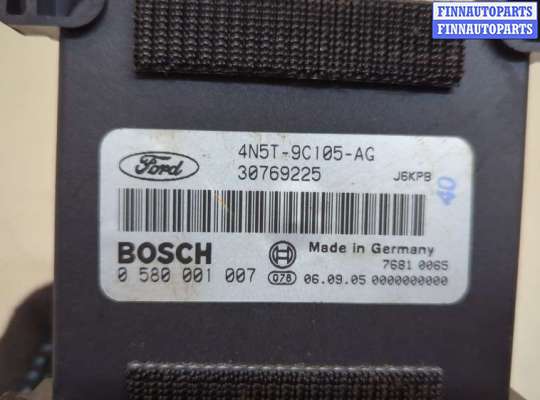 FINNAUTOPARTS
FINNAUTOPARTS
Ford
4N5T-9C105-AG
30769225
J6KPB
40
BOSCH
Made in Germany
7681 0065
0 580 001 007
Q78
06.09.05 0000000000